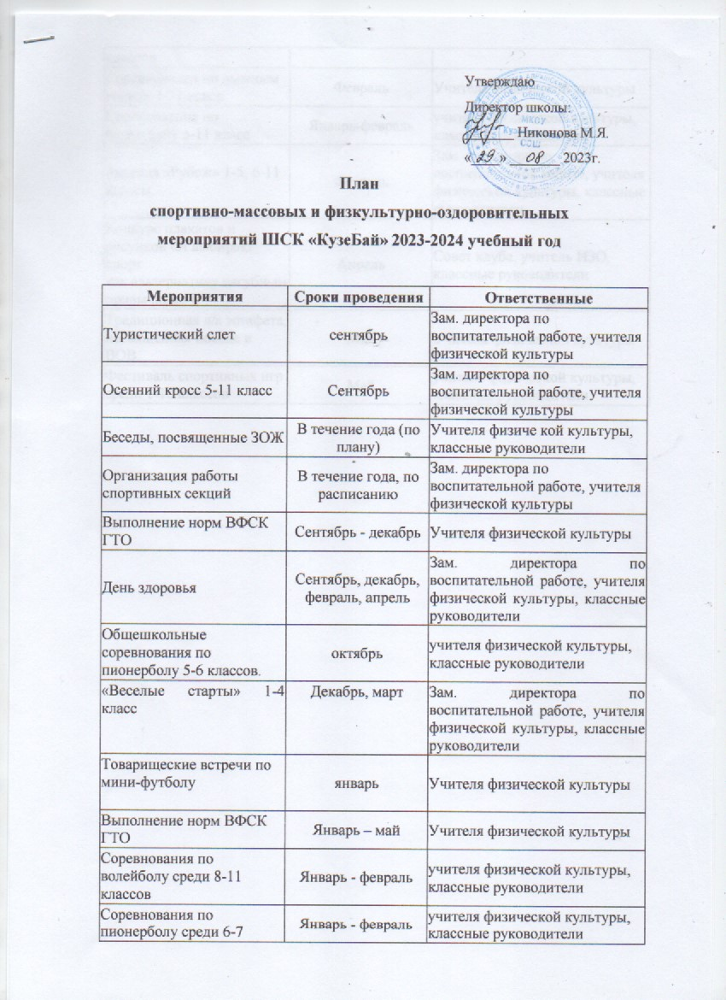 Утверждаю
Директор школы:
Никонова М.Я.
« 29 » 08 2023г.
МКОУ
СОШ
План
спортивно-массовых и физкультурно-оздоровительных
мероприятий ШСК «КузеБай» 2023-2024 учебный год
Мероприятия Сроки проведения Ответственные
Туристический слет
сентябрь
Зам. директора по
воспитательной работе, учителя
физической культуры
Осенний кросс 5-11 класс
Сентябрь
Зам. директора по
воспитательной работе, учителя
физической культуры
Беседы, посвященные ЗОЖ
В течение года (по
плану)
Учителя физиче кой культуры,
классные руководители
Организация работы
спортивных секций
В течение года, по
расписанию
Зам. директора по
воспитательной работе, учителя
физической культуры
Выполнение норм ВФСК
ГТО
Сентябрь - декабрь
Учителя физической культуры
День здоровья
Сентябрь, декабрь,
февраль, апрель
Зам. директора по
воспитательной работе, учителя
физической культуры, классные
руководители
Общешкольные
соревнования по
пионерболу 5-6 классов.
октябрь
учителя физической культуры,
классные руководители
«Веселые старты» 1-4
класс
Декабрь, март
Зам. директора по
воспитательной работе, учителя
физической культуры, классные
руководители
Товарищеские встречи по
мини-футболу
январь
Учителя физической культуры
Выполнение норм ВФСК
ГТО
Январь – май
Учителя физической культуры
Соревнования по
волейболу среди 8-11
классов
Январь - февраль
учителя физической культуры,
классные руководители
Соревнования по
пионерболу среди 6-7
Январь - февраль
учителя физической культуры,
классные руководители